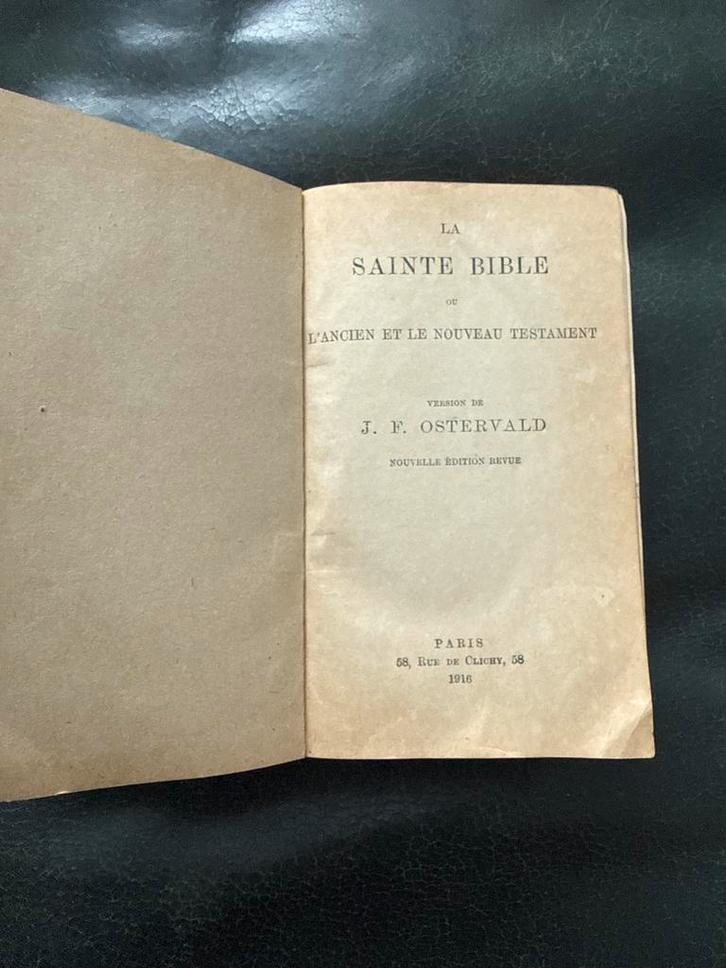 LA
SAINTE BIBLE
OU
L'ANCIEN ET LE NOUVEAU TESTAMENT
VERSION DE
J. F. OSTERVALD
NOUVELLE ÉDITION REVUE
PARIS
58, RUE DE CLICHY, 58
1916